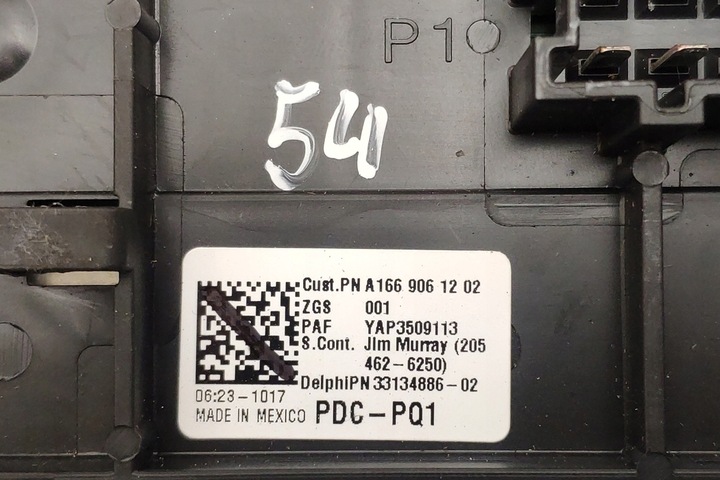 P1
54
Cust.PN A166 906 12 02
ZGS 001
PAF YAP3509113
S.Cont. Jim Murray (205
462-6250)
DelphiPN 33134886-02
06:23-1017
MADE IN MEXICO PDC-PQ1